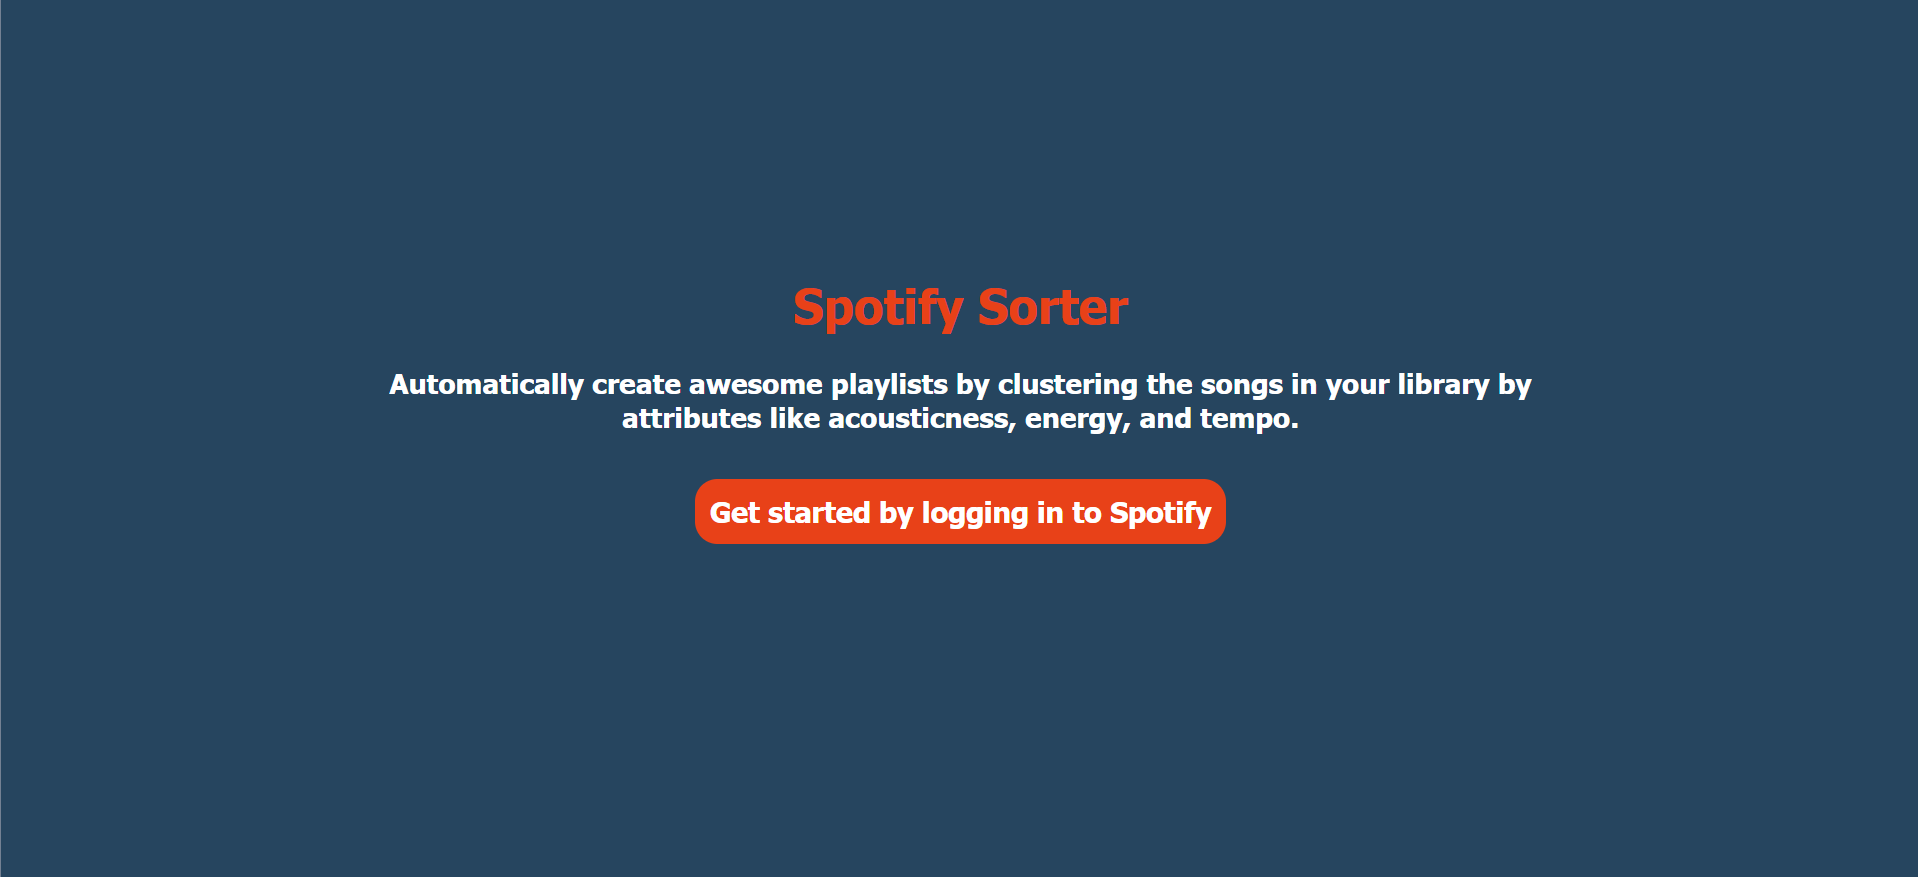 Spotify Sorter
Automatically create awesome playlists by clustering the songs in your library by
attributes like acousticness, energy, and tempo.
Get started by logging in to Spotify